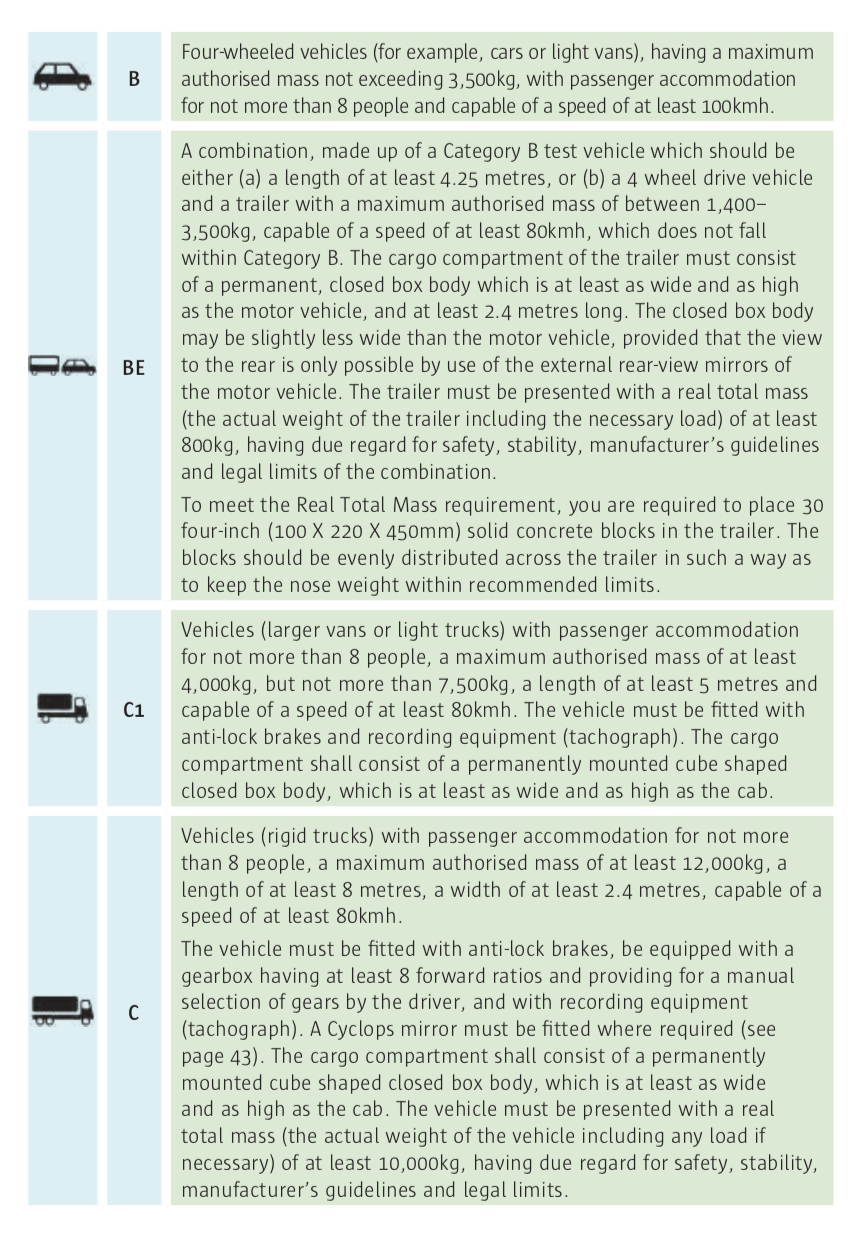 B
Four-wheeled vehicles (for example, cars or light vans), having a maximum
authorised mass not exceeding 3,500kg, with passenger accommodation
for not more than 8 people and capable of a speed of at least 100kmh.
BE
A combination, made up of a Category B test vehicle which should be
either (a) a length of at least 4.25 metres, or (b) a 4 wheel drive vehicle
and a trailer with a maximum authorised mass of between 1,400–
3,500kg, capable of a speed of at least 80kmh, which does not fall
within Category B. The cargo compartment of the trailer must consist
of a permanent, closed box body which is at least as wide and as high
as the motor vehicle, and at least 2.4 metres long. The closed box body
may be slightly less wide than the motor vehicle, provided that the view
to the rear is only possible by use of the external rear-view mirrors of
the motor vehicle. The trailer must be presented with a real total mass
(the actual weight of the trailer including the necessary load) of at least
800kg, having due regard for safety, stability, manufacturer's guidelines
and legal limits of the combination.
To meet the Real Total Mass requirement, you are required to place 30
four-inch (100 X 220 X 450mm) solid concrete blocks in the trailer. The
blocks should be evenly distributed across the trailer in such a way as
to keep the nose weight within recommended limits.
C1
Vehicles (larger vans or light trucks) with passenger accommodation
for not more than 8 people, a maximum authorised mass of at least
4,000kg, but not more than 7,500kg, a length of at least 5 metres and
capable of a speed of at least 80kmh. The vehicle must be fitted with
anti-lock brakes and recording equipment (tachograph). The cargo
compartment shall consist of a permanently mounted cube shaped
closed box body, which is at least as wide and as high as the cab.
C
Vehicles (rigid trucks) with passenger accommodation for not more
than 8 people, a maximum authorised mass of at least 12,000kg, a
length of at least 8 metres, a width of at least 2.4 metres, capable of a
speed of at least 80kmh.
The vehicle must be fitted with anti-lock brakes, be equipped with a
gearbox having at least 8 forward ratios and providing for a manual
selection of gears by the driver, and with recording equipment
(tachograph). A Cyclops mirror must be fitted where required (see
page 43). The cargo compartment shall consist of a permanently
mounted cube shaped closed box body, which is at least as wide
and as high as the cab. The vehicle must be presented with a real
total mass (the actual weight of the vehicle including any load if
necessary) of at least 10,000kg, having due regard for safety, stability,
manufacturer's guidelines and legal limits.